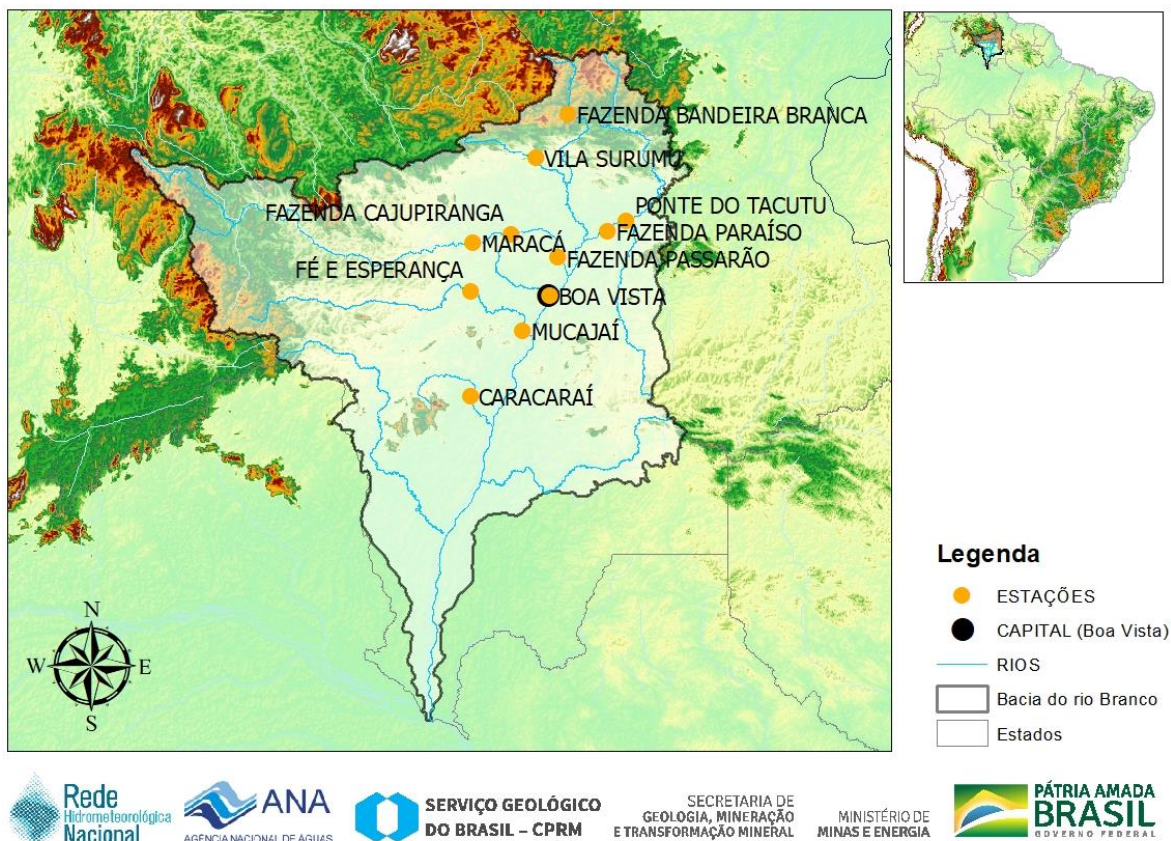 FAZENDA BANDEIRA BRANCA
VILA SURUMU
PONTE DO TACUTU
FAZENDA CAJUPIRANGA
FAZENDA PARAÍSO
MARACÁ
FAZENDA PASSARÃO
FÉ E ESPERANÇA
BOA VISTA
MUCAJAÍ
CARACARAÍ
N
W E
S
Legenda
ESTAÇÕES
CAPITAL (Boa Vista)
RIOS
Bacia do rio Branco
Estados
Rede
Hidrometeorológica
Nacional
ANA
AGÊNCIA NACIONAL DE ÁGUAS
SERVIÇO GEOLÓGICO
DO BRASIL – CPRM
SECRETARIA DE
GEOLOGIA, MINERAÇÃO
E TRANSFORMAÇÃO MINERAL
MINISTÉRIO DE
MINAS E ENERGIA
PÁTRIA AMADA
BRASIL
GOVERNO FEDERAL